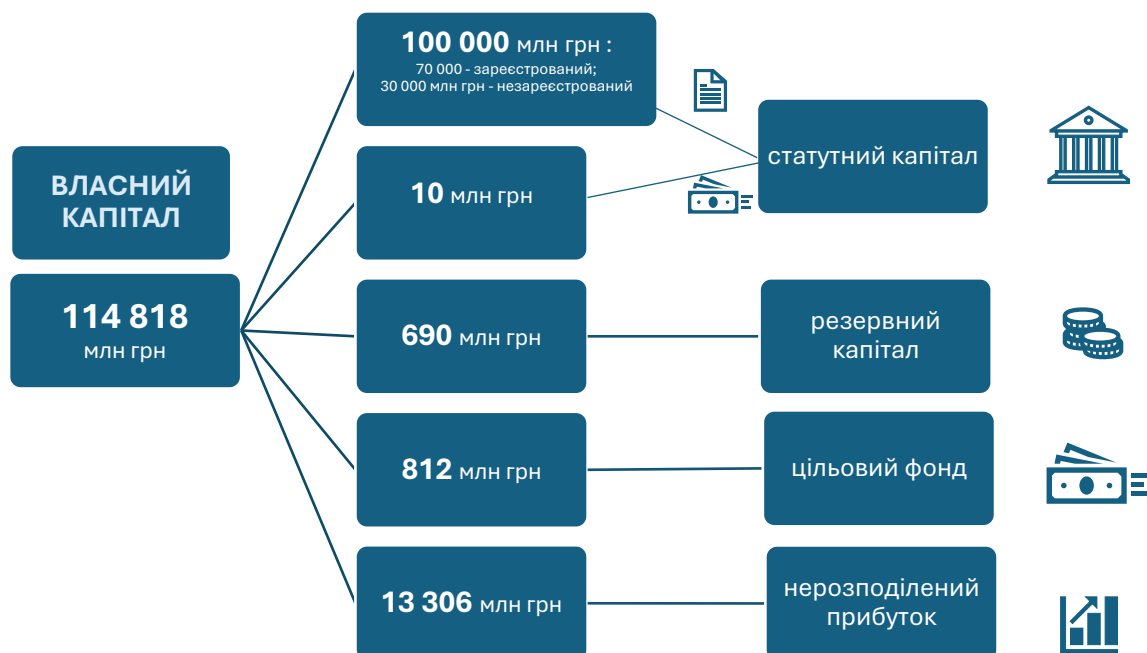 100 000 млн грн :
70 000 - зареєстрований;
30 000 млн грн - незареєстрований
статутний капітал
ВЛАСНИЙ
КАПІТАЛ
10 млн грн
114 818
млн грн
690 млн грн
резервний
капітал
812 млн грн
цільовий фонд
13 306 млн грн
нерозподілений
прибуток